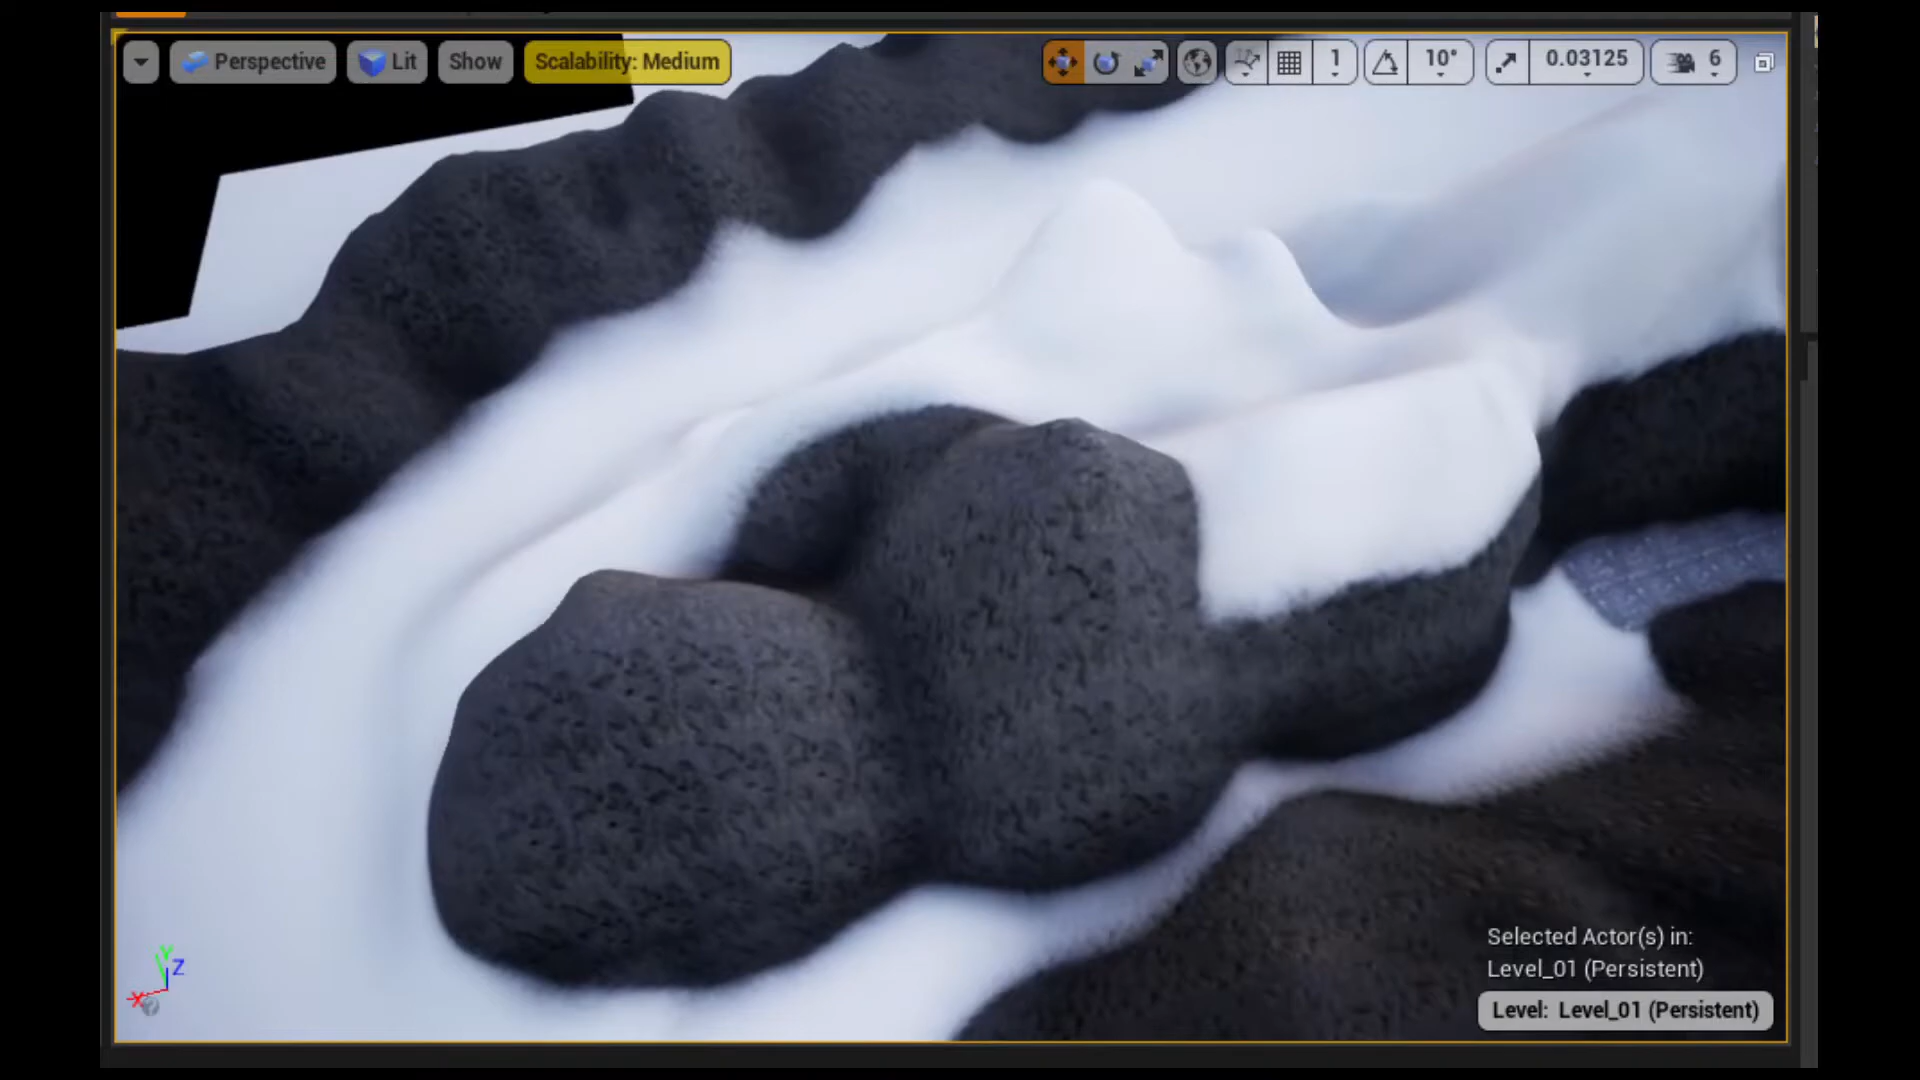 Perspective Lit Show Scalability: Medium 1 10° 0.03125 6
Y
Z
X
Selected Actor(s) in:
Level_01 (Persistent)
Level: Level_01 (Persistent)